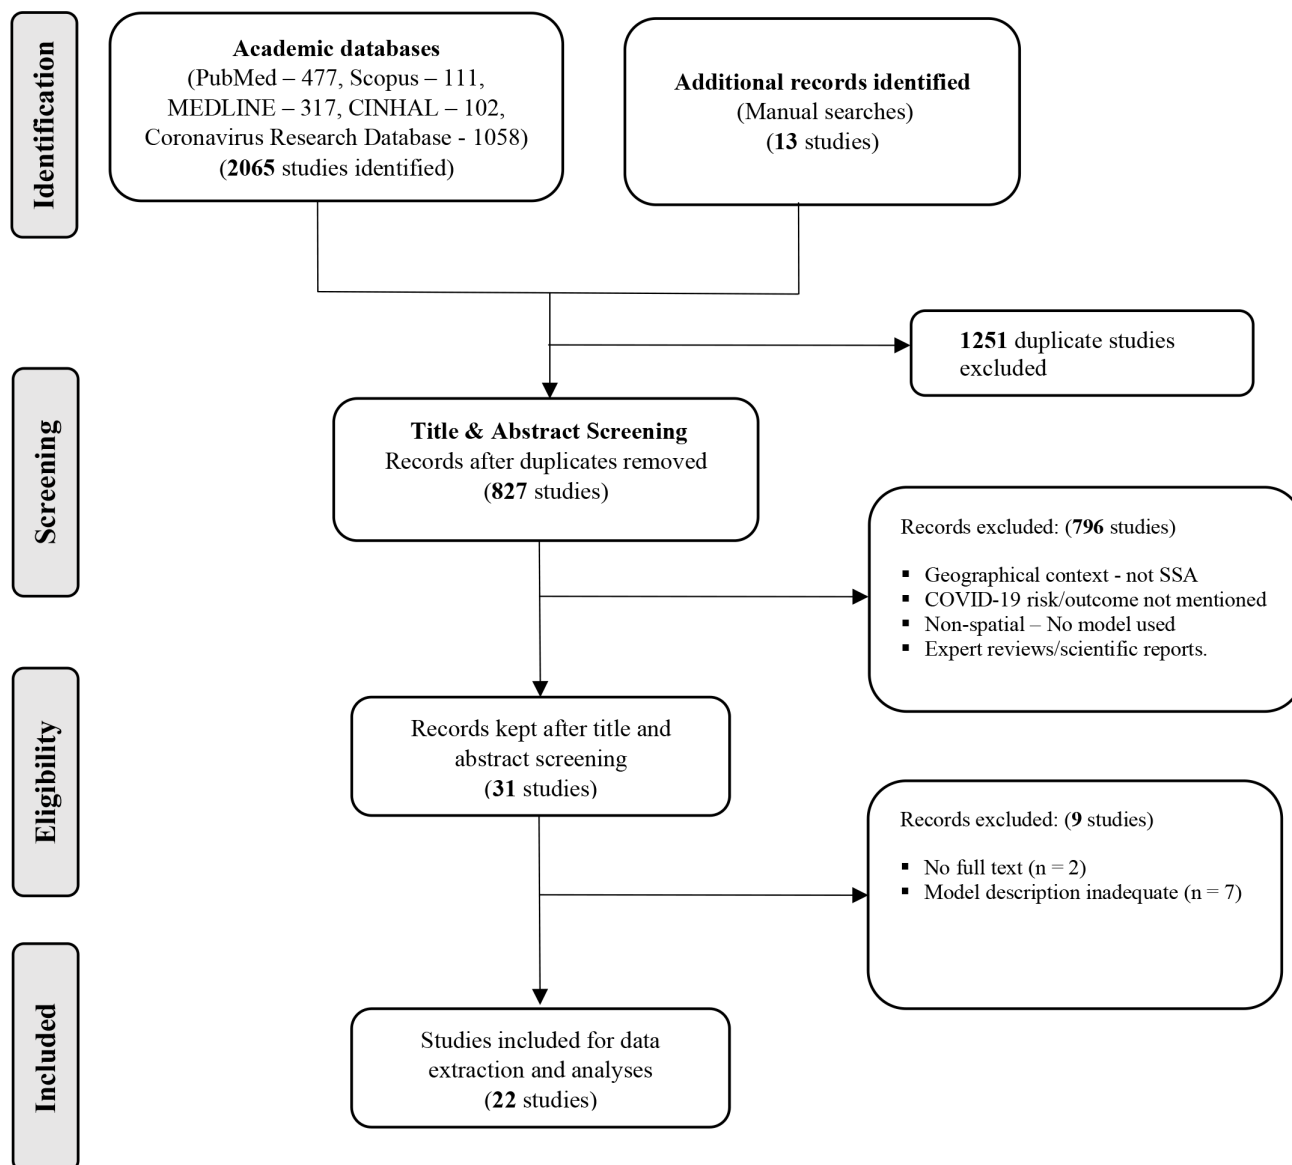 Identification
Academic databases
(PubMed – 477, Scopus – 111,
MEDLINE – 317, CINHAL – 102,
Coronavirus Research Database - 1058)
(2065 studies identified)
Additional records identified
(Manual searches)
(13 studies)
1251 duplicate studies
excluded
Screening
Title & Abstract Screening
Records after duplicates removed
(827 studies)
Records excluded: (796 studies)
▪ Geographical context - not SSA
▪ COVID-19 risk/outcome not mentioned
▪ Non-spatial – No model used
▪ Expert reviews/scientific reports.
Eligibility
Records kept after title and
abstract screening
(31 studies)
Records excluded: (9 studies)
▪ No full text (n = 2)
▪ Model description inadequate (n = 7)
Included
Studies included for data
extraction and analyses
(22 studies)